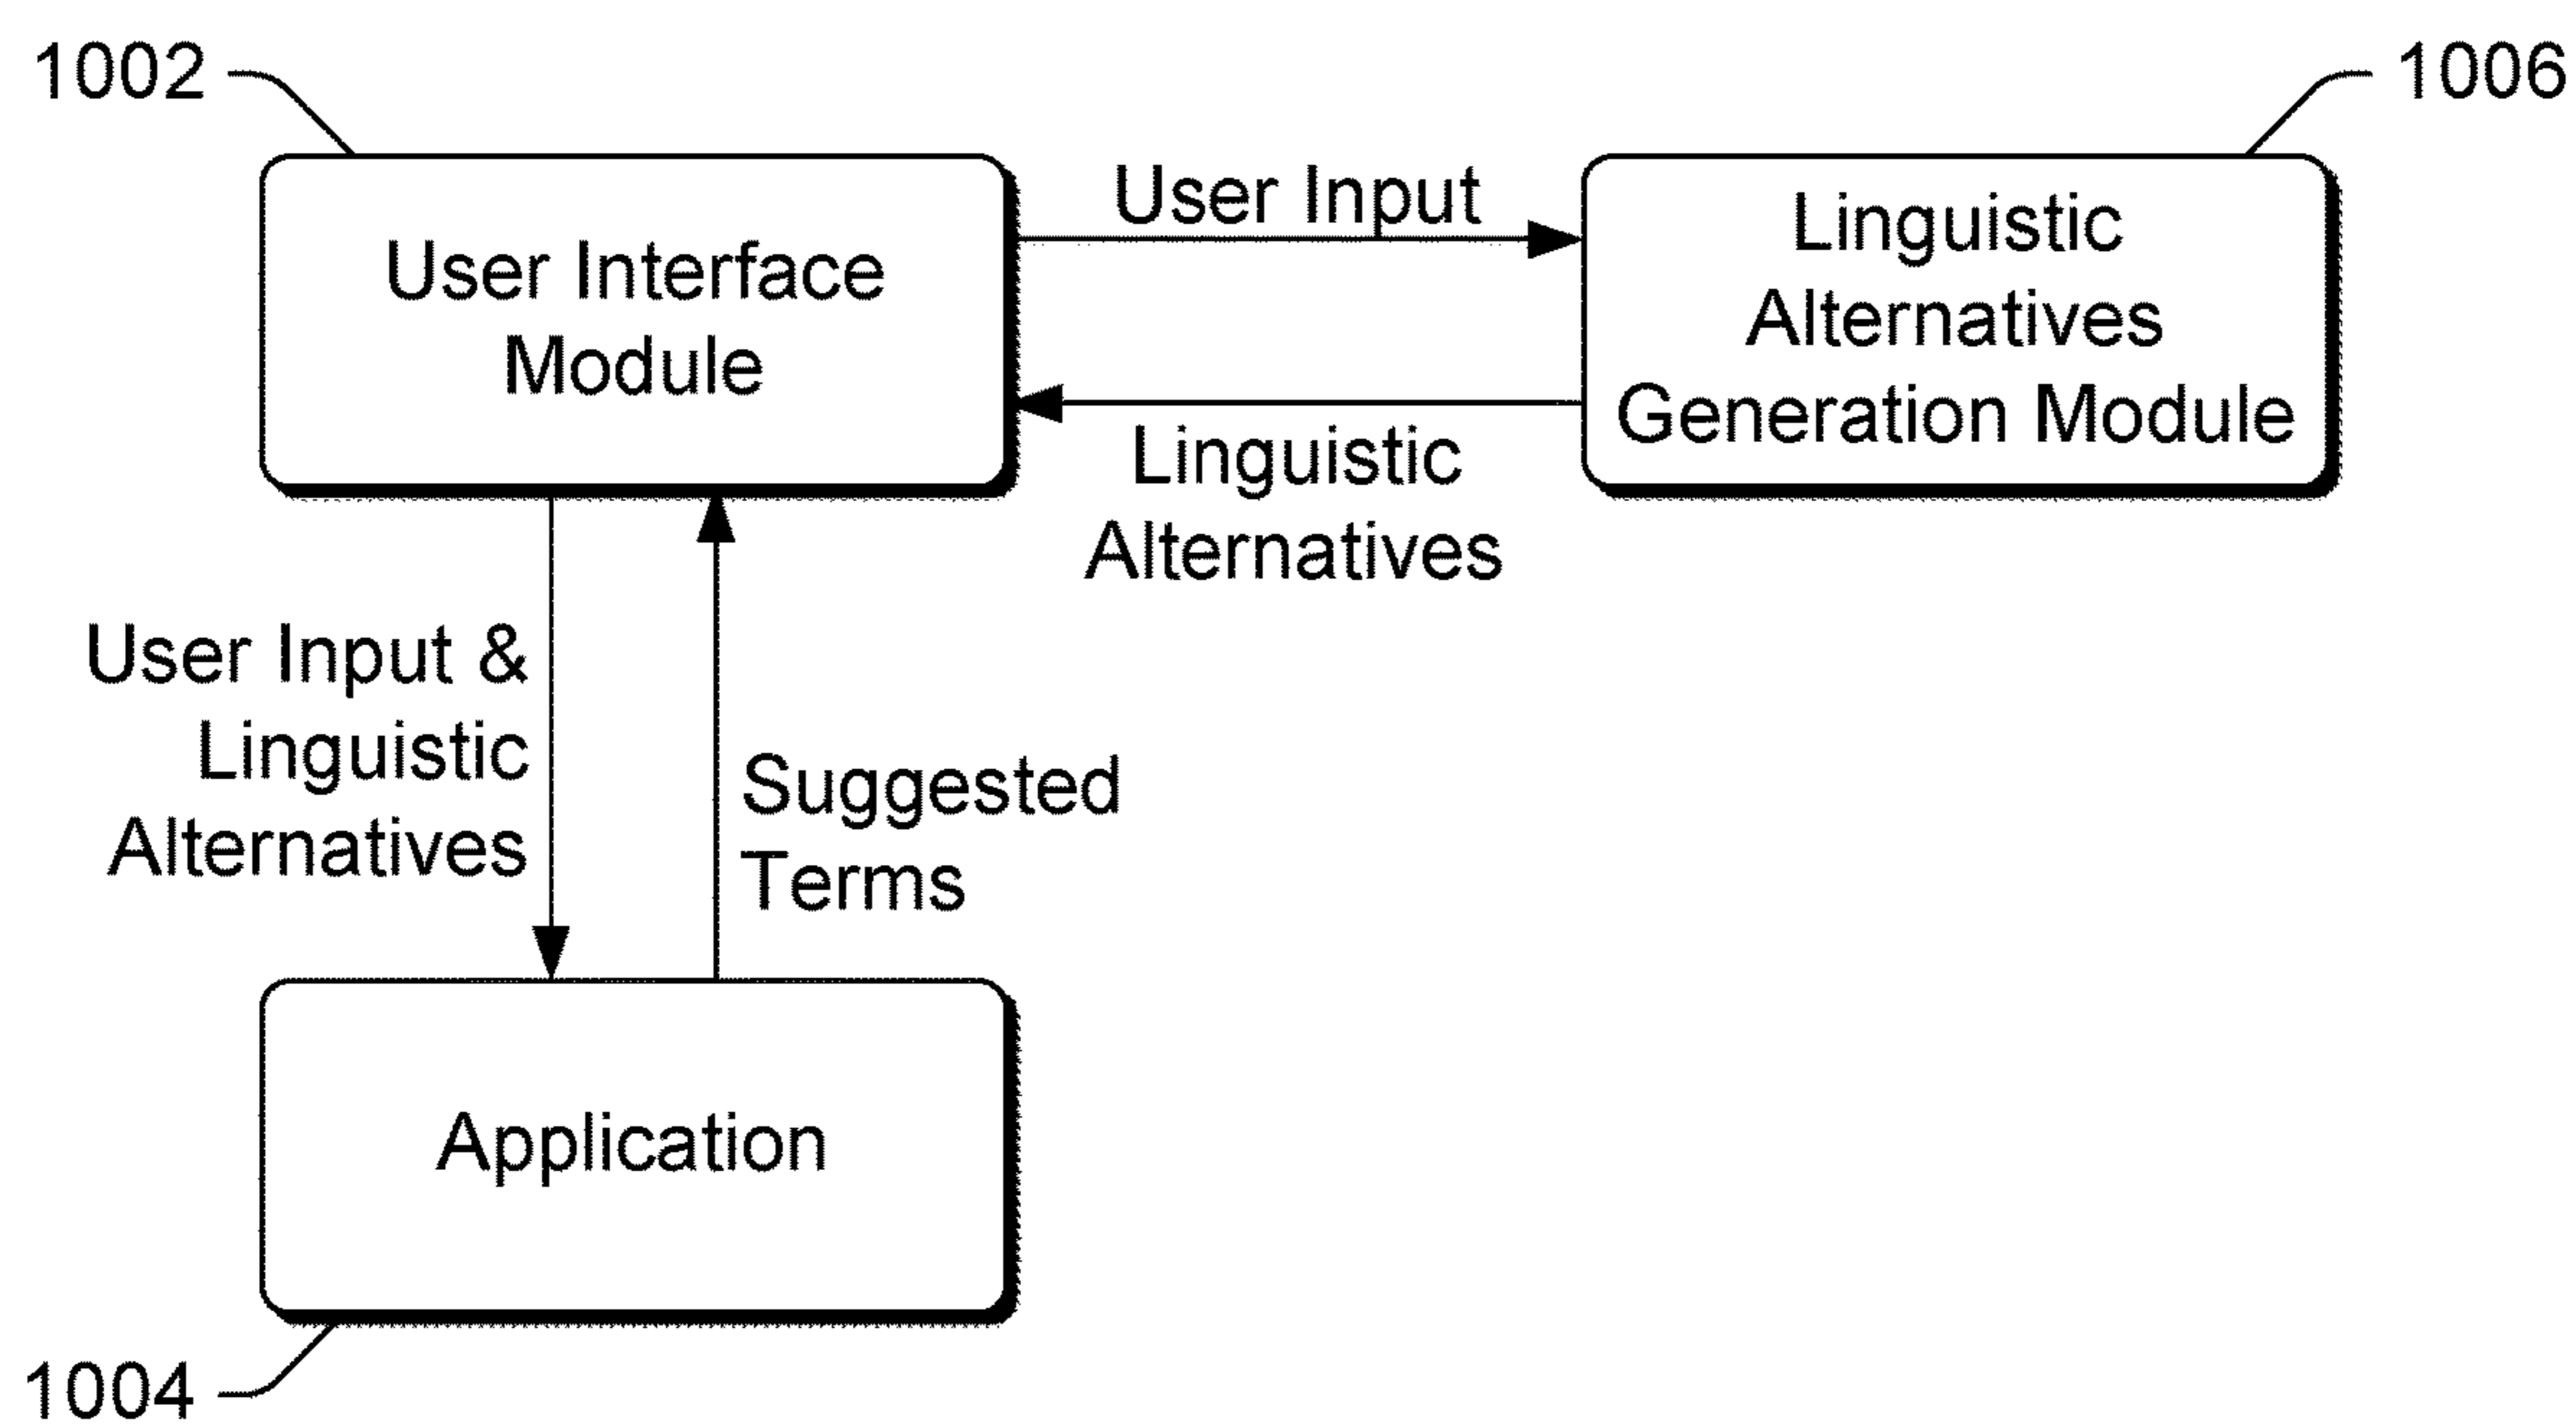 1002
1006
User Interface
Module
User Input
Linguistic
Alternatives
Generation Module
Linguistic
Alternatives
User Input &
Linguistic
Alternatives
Suggested
Terms
Application
1004